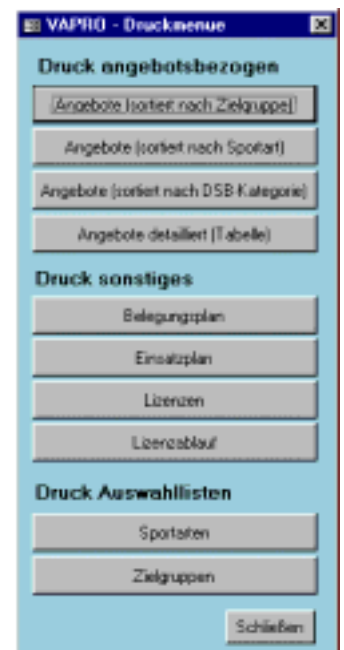 VAPRO - Druckmenue
Druck angebotsbezogen
Angebote (sortiert nach Zielgruppe)
Angebote (sortiert nach Sportart)
Angebote (sortiert nach DSB-Kategorie)
Angebote detailliert (Tabelle)
Druck sonstiges
Belegungsplan
Einsatzplan
Lizenzen
Lizenzablauf
Druck Auswahllisten
Sportarten
Zielgruppen
Schließen